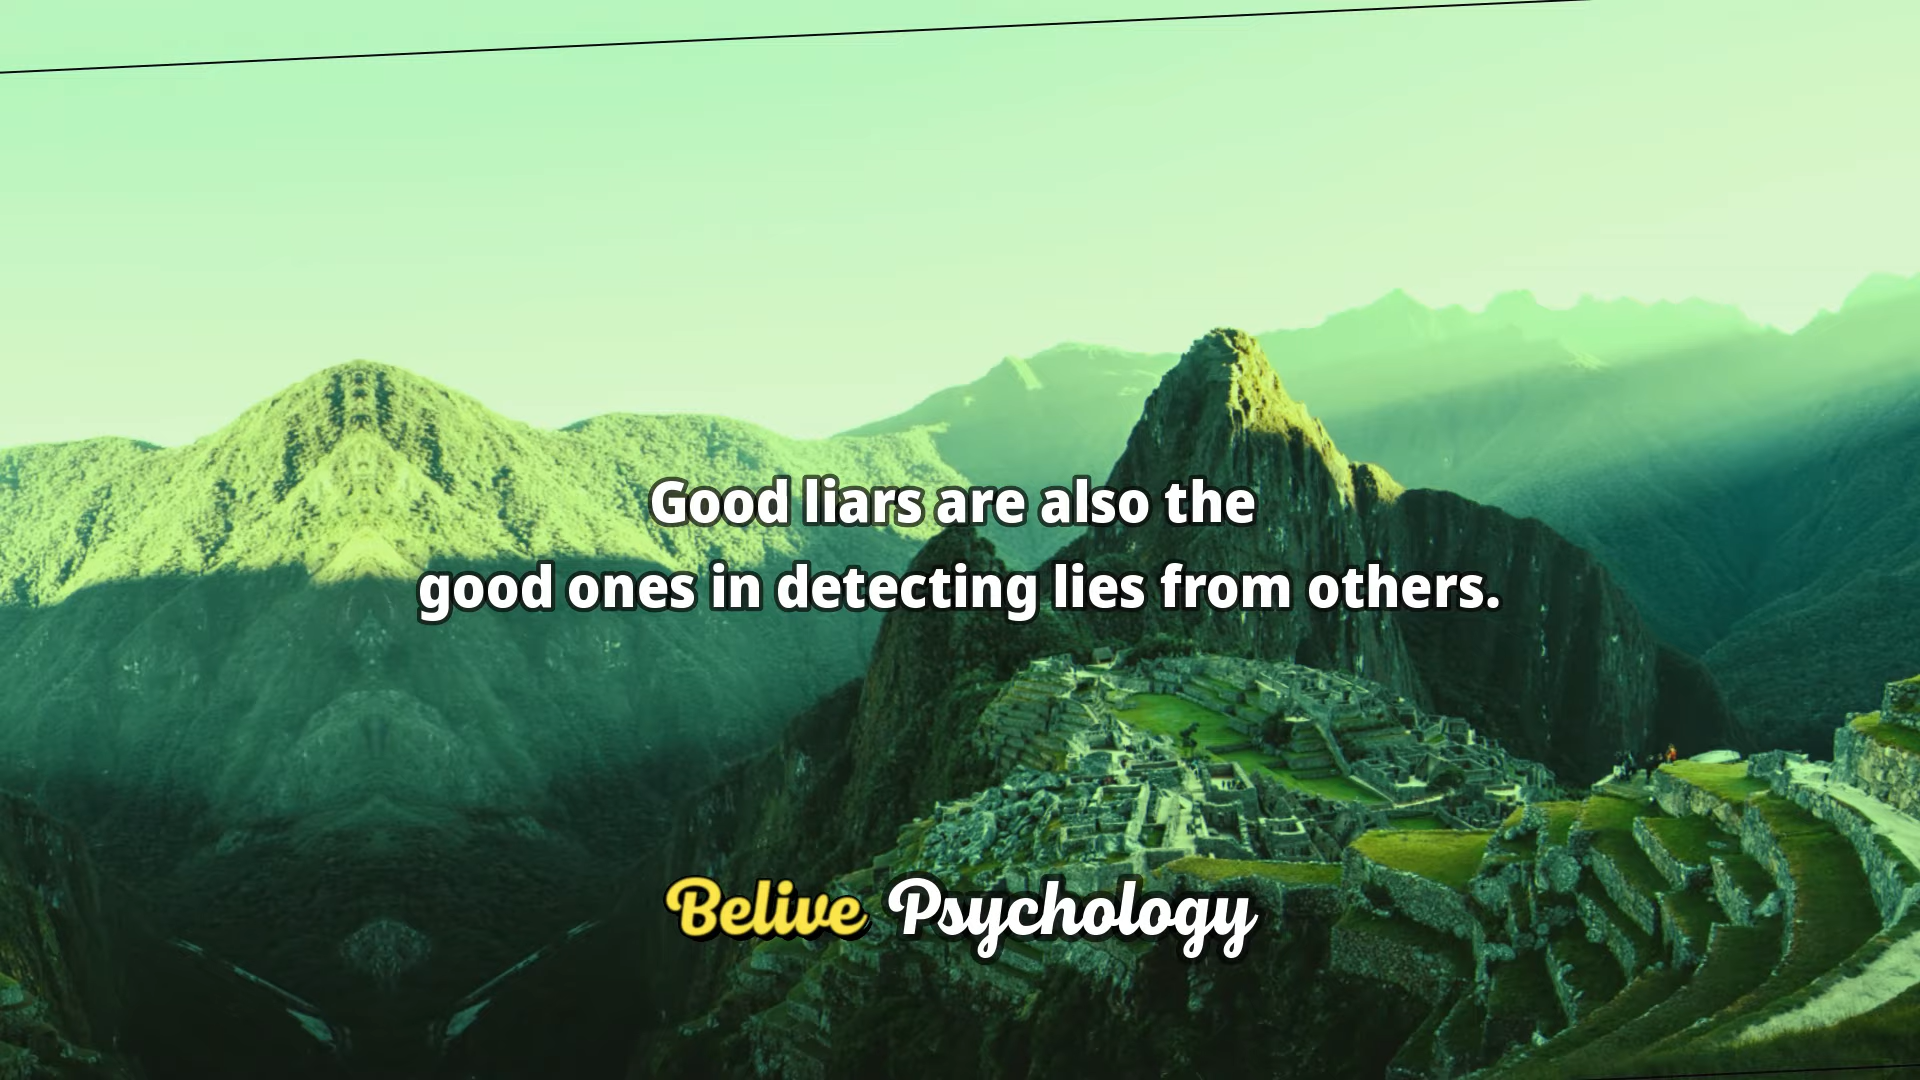 Good liars are also the
good ones in detecting lies from others.
Belive Psychology